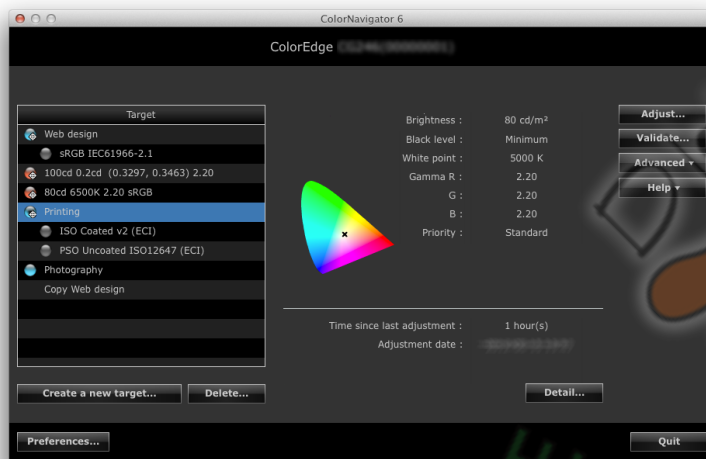 ColorNavigator 6
ColorEdge
Target
Web design
sRGB IEC61966-2.1
100cd 0.2cd (0.3297, 0.3463) 2.20
80cd 6500K 2.20 sRGB
Printing
ISO Coated v2 (ECI)
PSO Uncoated ISO12647 (ECI)
Photography
Copy Web design
Create a new target...
Delete...
Brightness : 80 cd/m²
Black level : Minimum
White point : 5000 K
Gamma R : 2.20
G : 2.20
B : 2.20
Priority : Standard
Time since last adjustment : 1 hour(s)
Adjustment date :
Detail...
Adjust...
Validate...
Advanced ▾
Help ▾
Preferences...
Quit